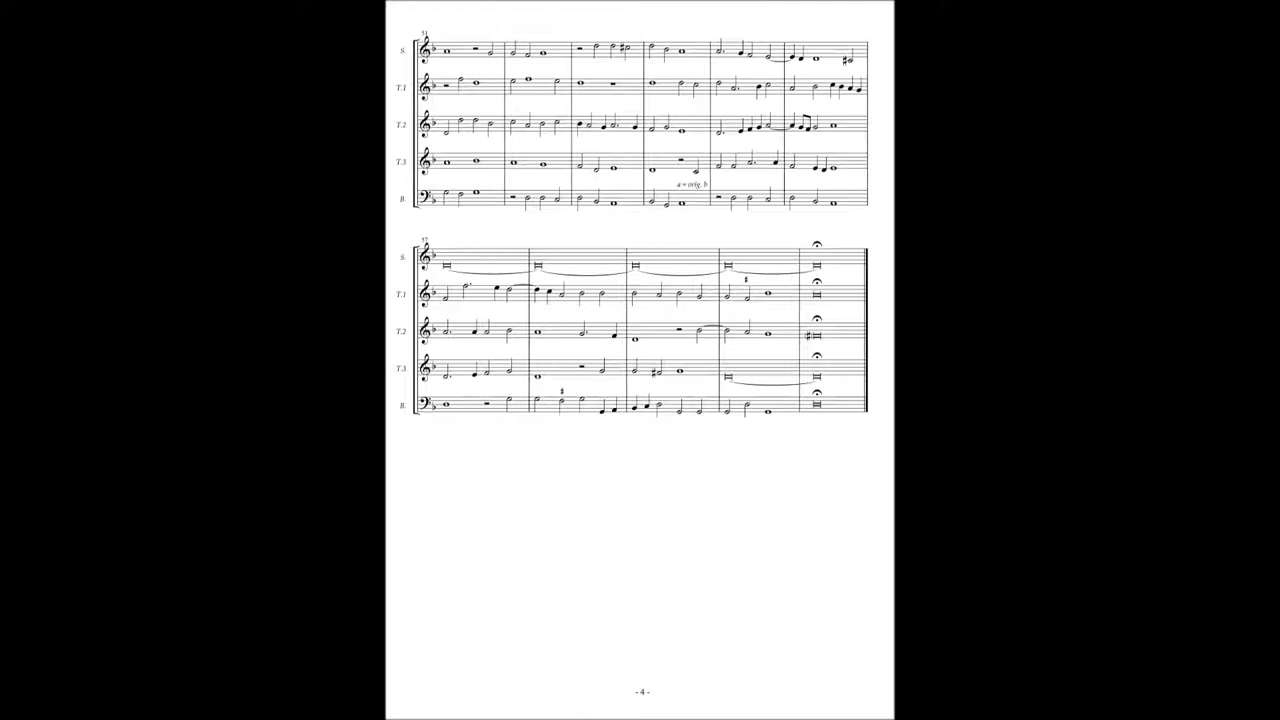 51
S.
T.1
T.2
T.3
a = orig. b
B.
57
S.
T.1
T.2
T.3
B.
- 4 -